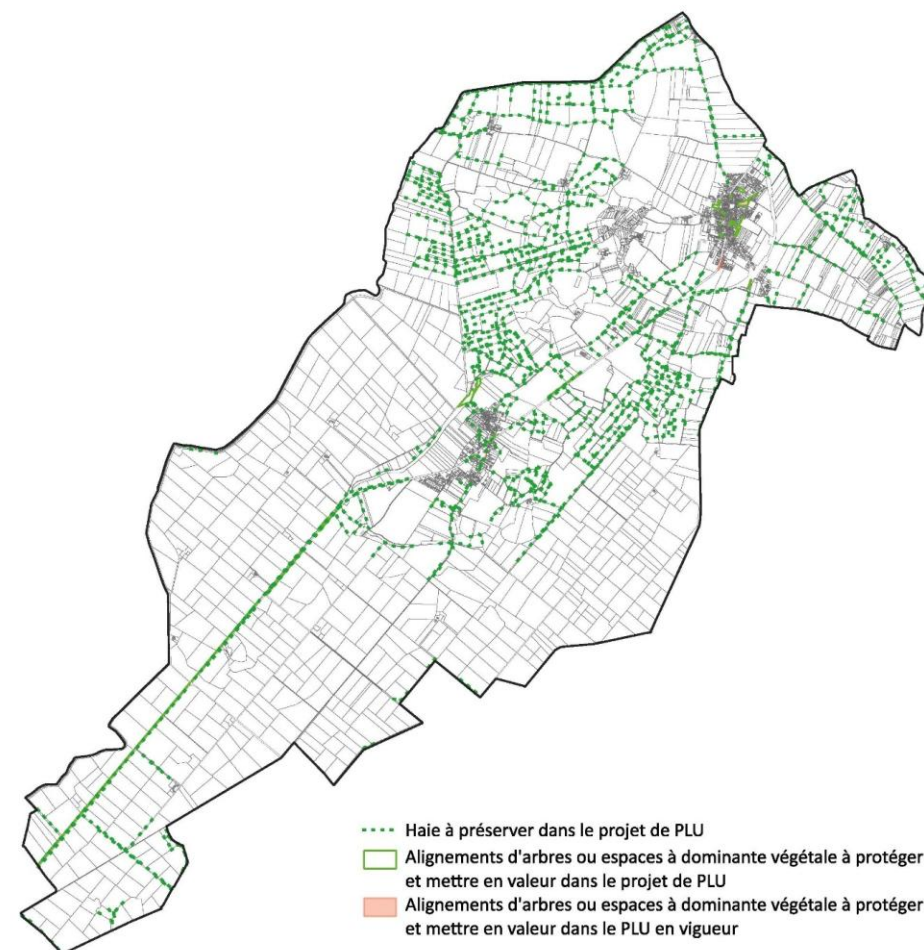 Haie à préserver dans le projet de PLU
Alignements d'arbres ou espaces à dominante végétale à protéger
et mettre en valeur dans le projet de PLU
Alignements d'arbres ou espaces à dominante végétale à protéger
et mettre en valeur dans le PLU en vigueur